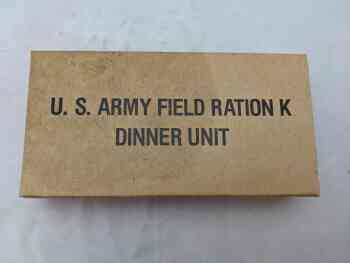 U. S. ARMY FIELD RATION K
DINNER UNIT